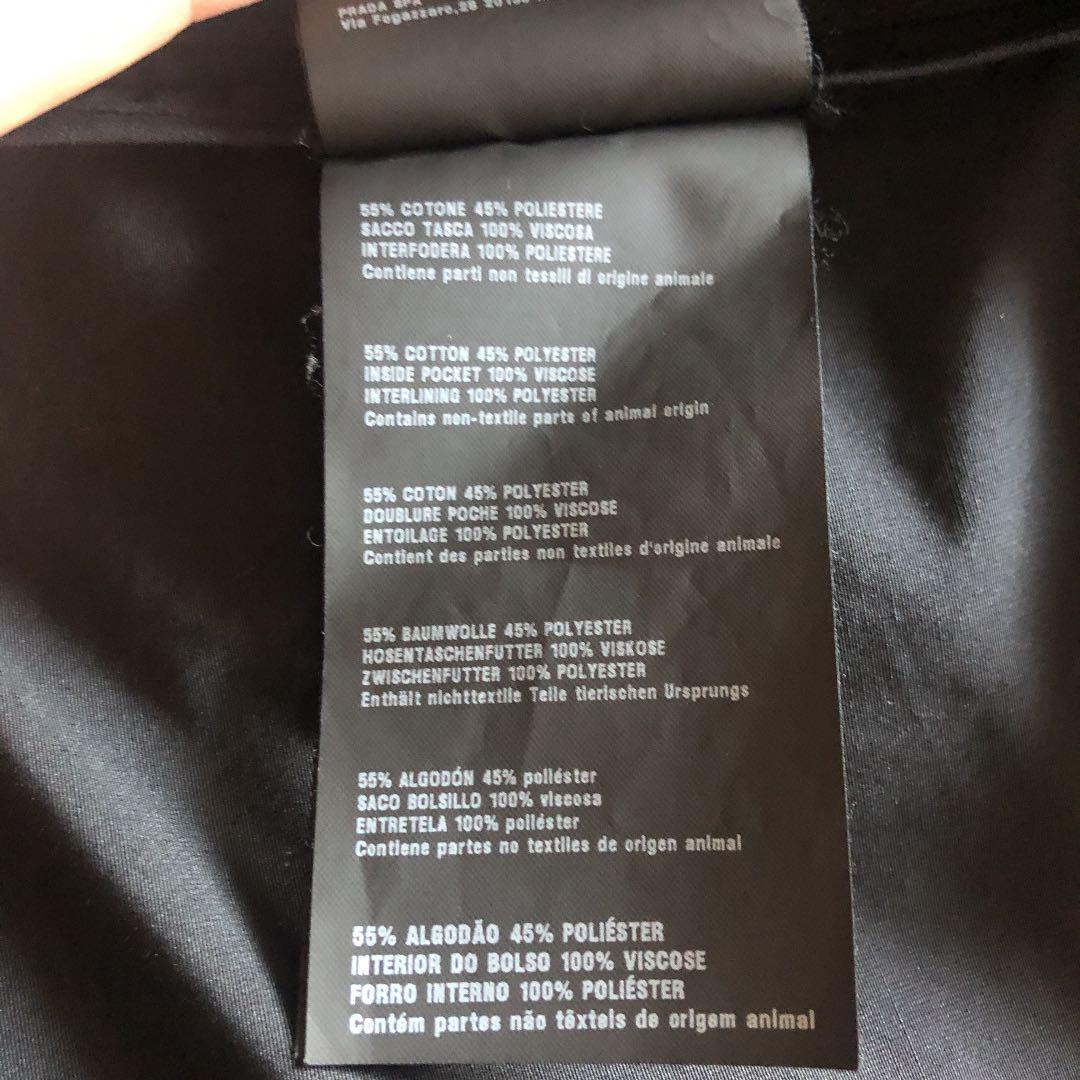 PRADA SPA
Via Fogazzaro,28
55% COTONE 45% POLIESTERE
SACCO TASCA 100% VISCOSA
INTERFODERA 100% POLIESTERE
Contiene parti non tessili di origine animale
55% COTTON 45% POLYESTER
INSIDE POCKET 100% VISCOSE
INTERLINING 100% POLYESTER
Contains non-textile parts of animal origin
55% COTON 45% POLYESTER
DOUBLURE POCHE 100% VISCOSE
ENTOILAGE 100% POLYESTER
Contient des parties non textiles d'origine animale
55% BAUMWOLLE 45% POLYESTER
HOSENTASCHENFUTTER 100% VISKOSE
ZWISCHENFUTTER 100% POLYESTER
Enthält nichttextile Teile tierischen Ursprungs
55% ALGODÓN 45% poliéster
SACO BOLSILLO 100% viscosa
ENTRETELA 100% poliéster
Contiene partes no textiles de origen animal
55% ALGODÃO 45% POLIÉSTER
INTERIOR DO BOLSO 100% VISCOSE
FORRO INTERNO 100% POLIÉSTER
Contém partes não têxteis de origem animal